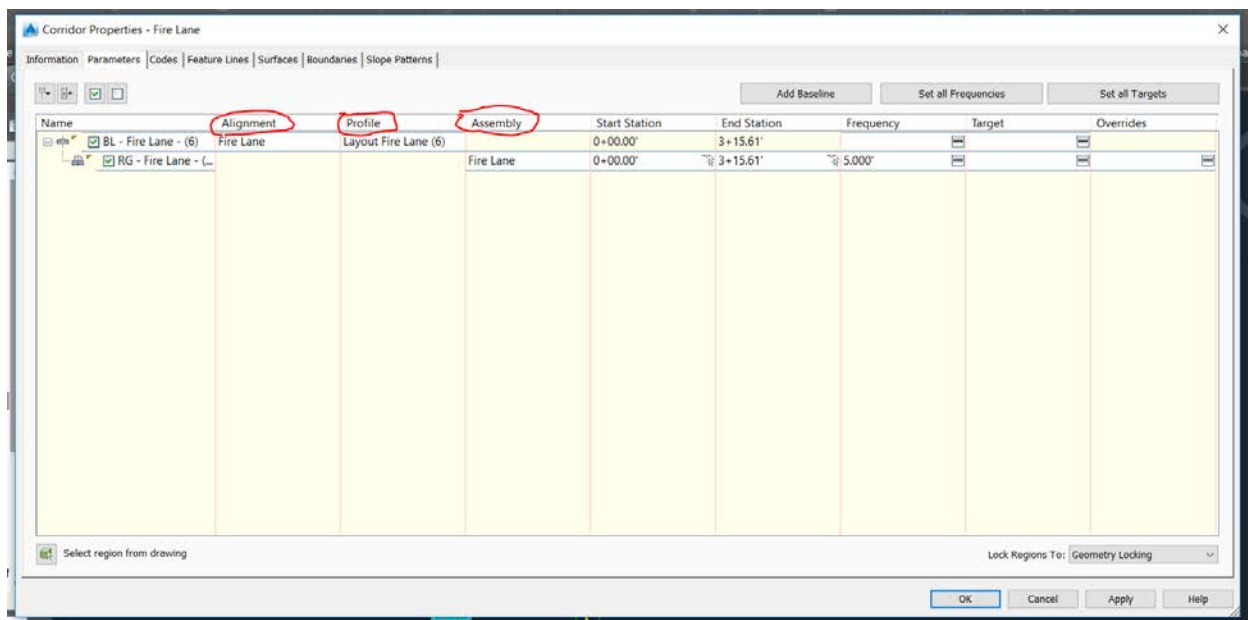 Corridor Properties - Fire Lane
Information Parameters Codes Feature Lines Surfaces Boundaries Slope Patterns
Add Baseline Set all Frequencies Set all Targets
Name Alignment Profile Assembly Start Station End Station Frequency Target Overrides
BL - Fire Lane - (6) Fire Lane Layout Fire Lane (6) 0+00.00' 3+15.61'
RG - Fire Lane - (... Fire Lane 0+00.00' 3+15.61' 5.000'
Select region from drawing Lock Regions To: Geometry Locking
OK Cancel Apply Help